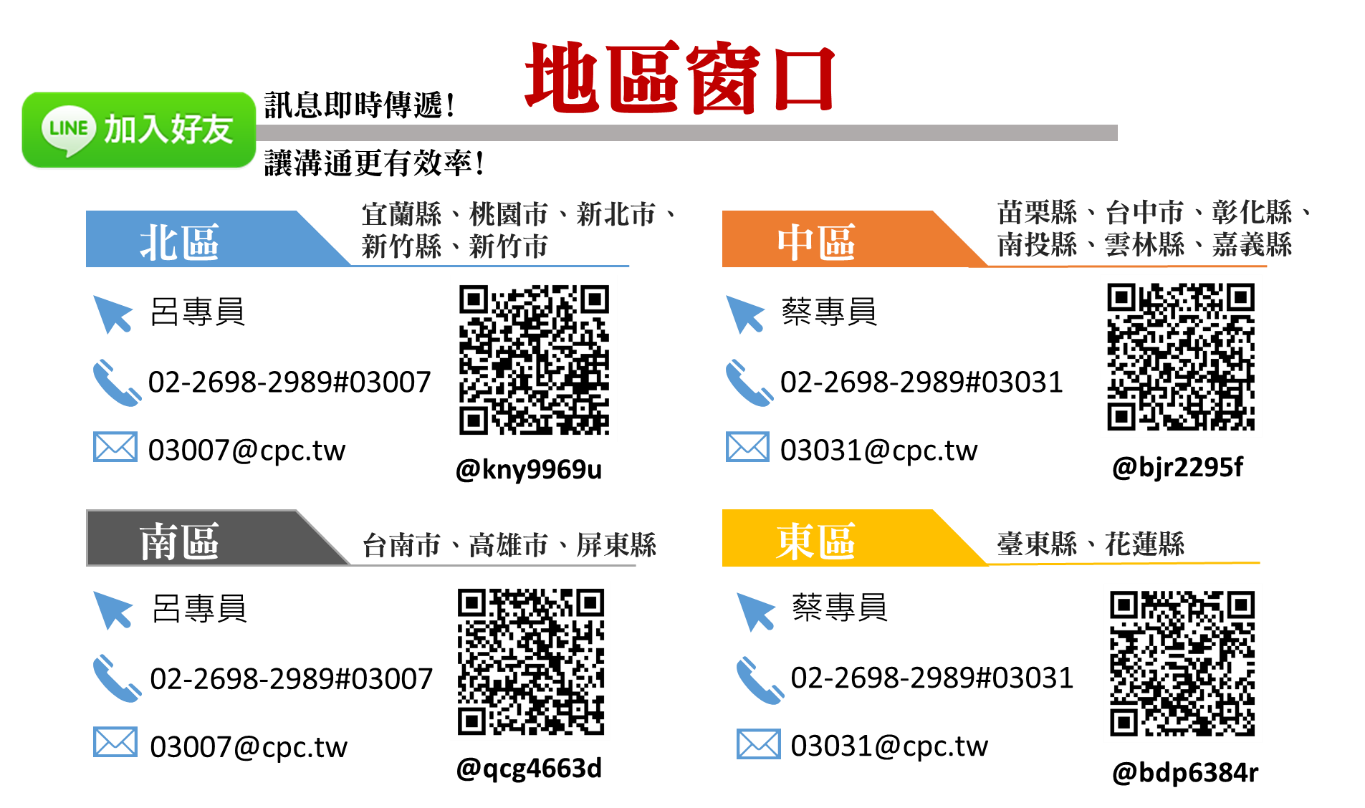 地區窗口
LINE 加入好友
訊息即時傳遞!
讓溝通更有效率!
北區
宜蘭縣、桃園市、新北市、
新竹縣、新竹市
呂專員
02-2698-2989#03007
03007@cpc.tw
@kny9969u
中區
苗栗縣、台中市、彰化縣、
南投縣、雲林縣、嘉義縣
蔡專員
02-2698-2989#03031
03031@cpc.tw
@bjr2295f
南區
台南市、高雄市、屏東縣
呂專員
02-2698-2989#03007
03007@cpc.tw
@qcg4663d
東區
臺東縣、花蓮縣
蔡專員
02-2698-2989#03031
03031@cpc.tw
@bdp6384r